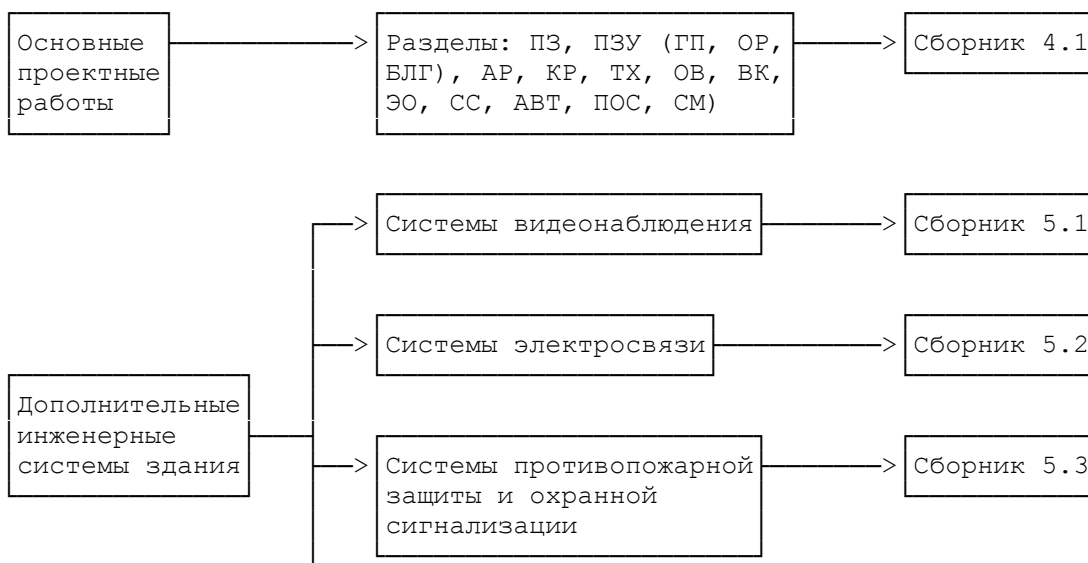 Основные
проектные
работы
Разделы: ПЗ, ПЗУ (ГП, ОР,
БЛГ), АР, КР, ТХ, ОВ, ВК,
ЭО, СС, АВТ, ПОС, СМ)
Сборник 4.1
Системы видеонаблюдения
Сборник 5.1
Системы электросвязи
Сборник 5.2
Дополнительные
инженерные
системы здания
Системы противопожарной
защиты и охранной
сигнализации
Сборник 5.3